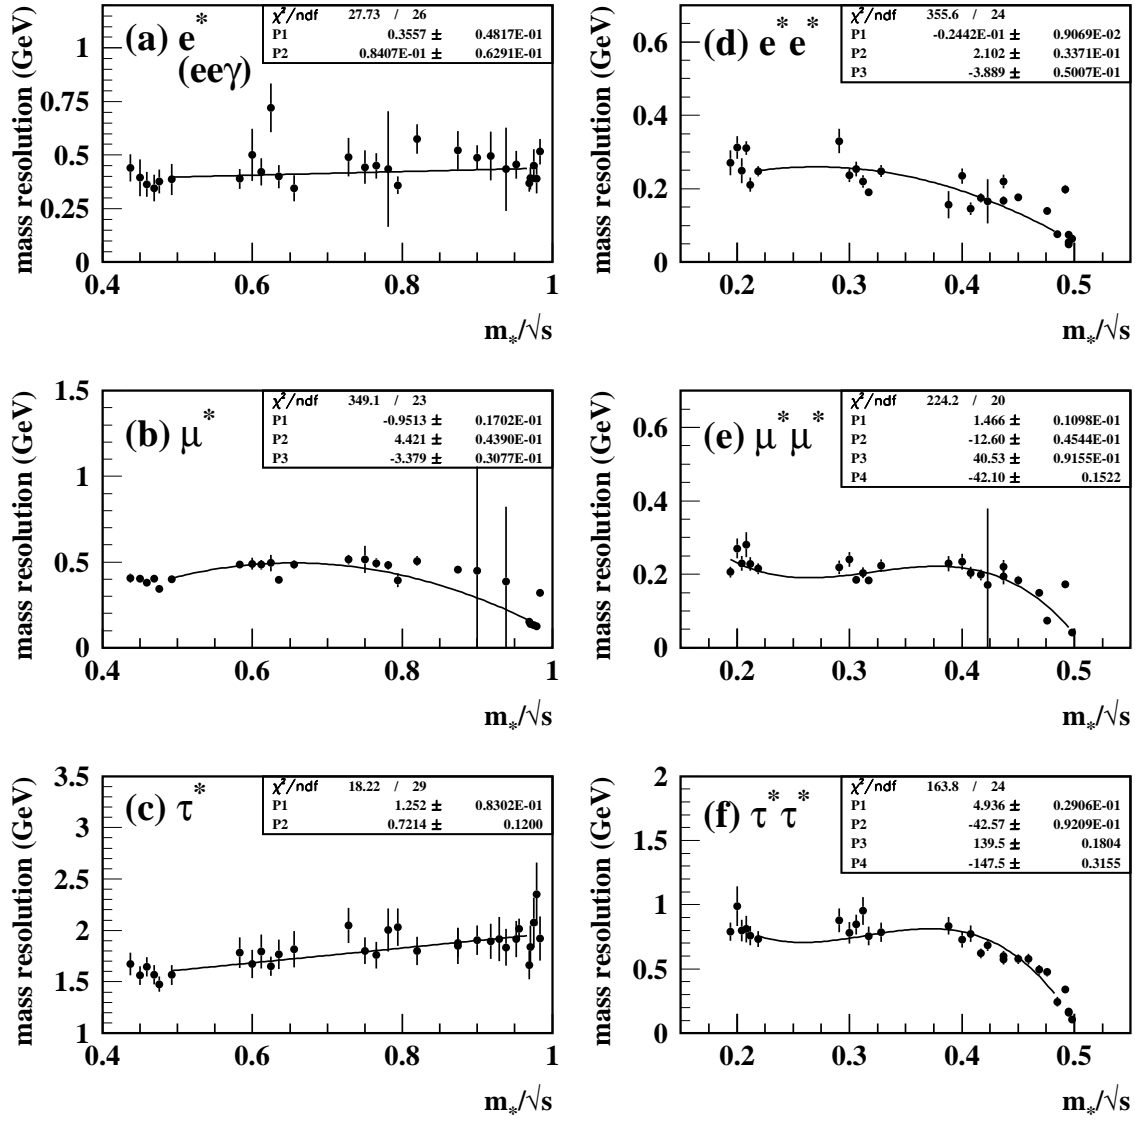 mass resolution (GeV)
(a) e*
(eeγ)
χ²/ndf 27.73 / 26
P1 0.3557 ± 0.4817E-01
P2 0.8407E-01 ± 0.6291E-01
1
0.75
0.5
0.25
0
0.4 0.6 0.8 1
m*/√s
mass resolution (GeV)
(d) e*e*
χ²/ndf 355.6 / 24
P1 -0.2442E-01 ± 0.9069E-02
P2 2.102 ± 0.3371E-01
P3 -3.889 ± 0.5007E-01
0.6
0.4
0.2
0
0.2 0.3 0.4 0.5
m*/√s
mass resolution (GeV)
(b) μ*
χ²/ndf 349.1 / 23
P1 -0.9513 ± 0.1702E-01
P2 4.421 ± 0.4390E-01
P3 -3.379 ± 0.3077E-01
1.5
1
0.5
0
0.4 0.6 0.8 1
m*/√s
mass resolution (GeV)
(e) μ*μ*
χ²/ndf 224.2 / 20
P1 1.466 ± 0.1098E-01
P2 -12.60 ± 0.4544E-01
P3 40.53 ± 0.9155E-01
P4 -42.10 ± 0.1522
0.6
0.4
0.2
0
0.2 0.3 0.4 0.5
m*/√s
mass resolution (GeV)
(c) τ*
χ²/ndf 18.22 / 29
P1 1.252 ± 0.8302E-01
P2 0.7214 ± 0.1200
3.5
3
2.5
2
1.5
1
0.4 0.6 0.8 1
m*/√s
mass resolution (GeV)
(f) τ*τ*
χ²/ndf 163.8 / 24
P1 4.936 ± 0.2906E-01
P2 -42.57 ± 0.9209E-01
P3 139.5 ± 0.1804
P4 -147.5 ± 0.3155
2
1.5
1
0.5
0
0.2 0.3 0.4 0.5
m*/√s